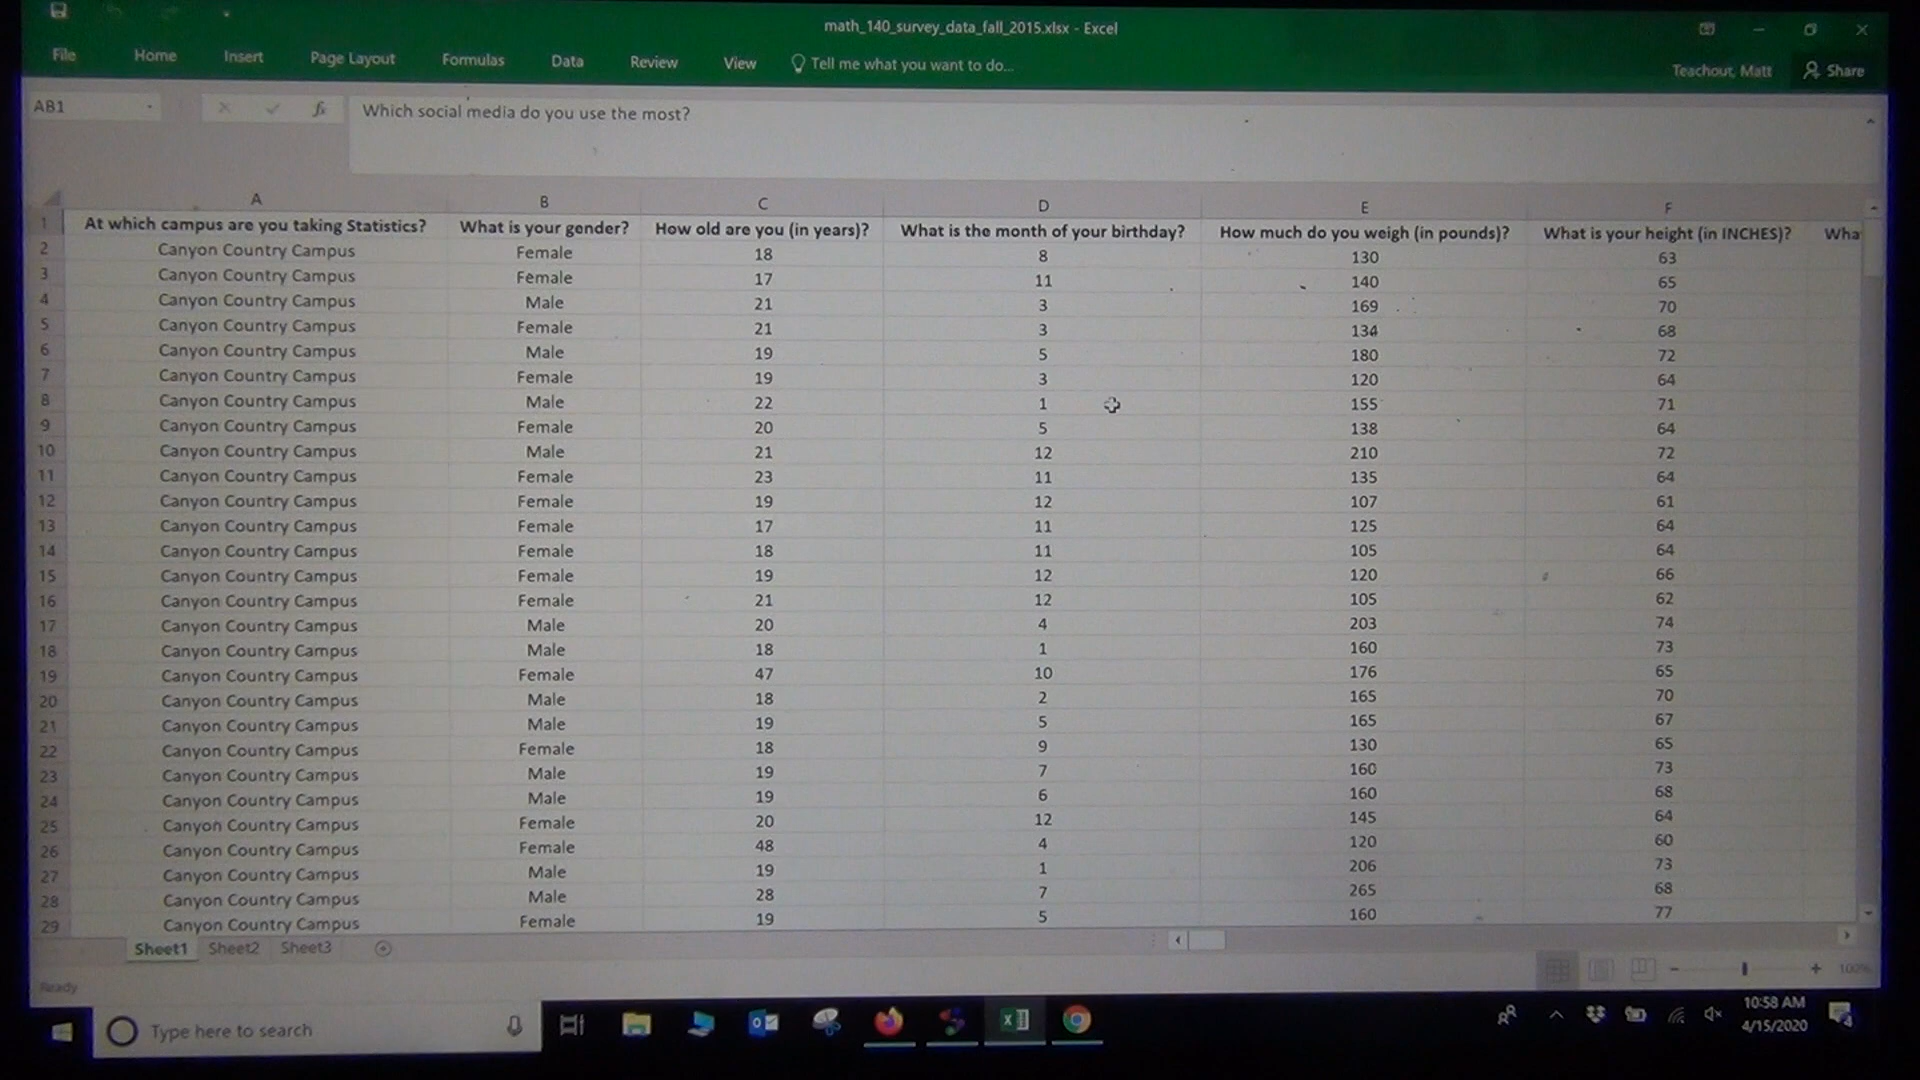 math_140_survey_data_fall_2015.xlsx - Excel
File Home Insert Page Layout Formulas Data Review View Tell me what you want to do... Teachout, Matt Share
AB1 fx Which social media do you use the most?
A B C D E F
1 At which campus are you taking Statistics? What is your gender? How old are you (in years)? What is the month of your birthday? How much do you weigh (in pounds)? What is your height (in INCHES)? Wha
2 Canyon Country Campus Female 18 8 130 63
3 Canyon Country Campus Female 17 11 140 65
4 Canyon Country Campus Male 21 3 169 70
5 Canyon Country Campus Female 21 3 134 68
6 Canyon Country Campus Male 19 5 180 72
7 Canyon Country Campus Female 19 3 120 64
8 Canyon Country Campus Male 22 1 155 71
9 Canyon Country Campus Female 20 5 138 64
10 Canyon Country Campus Male 21 12 210 72
11 Canyon Country Campus Female 23 11 135 64
12 Canyon Country Campus Female 19 12 107 61
13 Canyon Country Campus Female 17 11 125 64
14 Canyon Country Campus Female 18 11 105 64
15 Canyon Country Campus Female 19 12 120 66
16 Canyon Country Campus Female 21 12 105 62
17 Canyon Country Campus Male 20 4 203 74
18 Canyon Country Campus Male 18 1 160 73
19 Canyon Country Campus Female 47 10 176 65
20 Canyon Country Campus Male 18 2 165 70
21 Canyon Country Campus Male 19 5 165 67
22 Canyon Country Campus Female 18 9 130 65
23 Canyon Country Campus Male 19 7 160 73
24 Canyon Country Campus Male 19 6 160 68
25 Canyon Country Campus Female 20 12 145 64
26 Canyon Country Campus Female 48 4 120 60
27 Canyon Country Campus Male 19 1 206 73
28 Canyon Country Campus Male 28 7 265 68
29 Canyon Country Campus Female 19 5 160 77
Sheet1 Sheet2 Sheet3
Ready 100%
Type here to search
10:58 AM
4/15/2020